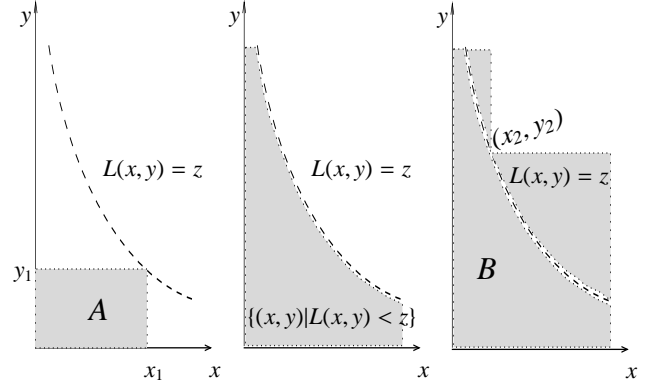 y
L(x, y) = z
y₁
A
x₁
x
y
L(x, y) = z
{(x, y)|L(x, y) < z}
x
y
(x₂, y₂)
L(x, y) = z
B
x